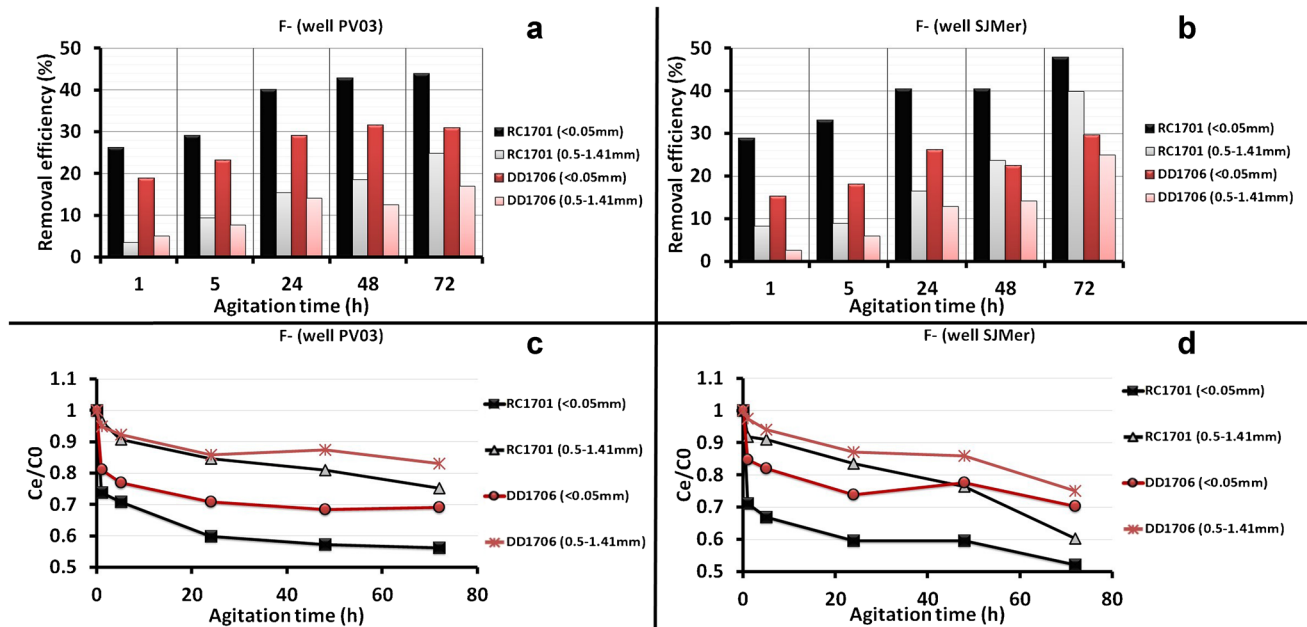 F- (well PV03)
a
50
40
30
20
10
0
Removal efficiency (%)
1 5 24 48 72
Agitation time (h)
RC1701 (<0.05mm)
RC1701 (0.5-1.41mm)
DD1706 (<0.05mm)
DD1706 (0.5-1.41mm)
F- (well SJMer)
b
50
40
30
20
10
0
Removal efficiency (%)
1 5 24 48 72
Agitation time (h)
RC1701 (<0.05mm)
RC1701 (0.5-1.41mm)
DD1706 (<0.05mm)
DD1706 (0.5-1.41mm)
F- (well PV03)
c
1.1
1
0.9
0.8
0.7
0.6
0.5
Ce/C0
0 20 40 60 80
Agitation time (h)
RC1701 (<0.05mm)
RC1701 (0.5-1.41mm)
DD1706 (<0.05mm)
DD1706 (0.5-1.41mm)
F- (well SJMer)
d
1.1
1
0.9
0.8
0.7
0.6
0.5
Ce/C0
0 20 40 60 80
Agitation time (h)
RC1701 (<0.05mm)
RC1701 (0.5-1.41mm)
DD1706 (<0.05mm)
DD1706 (0.5-1.41mm)